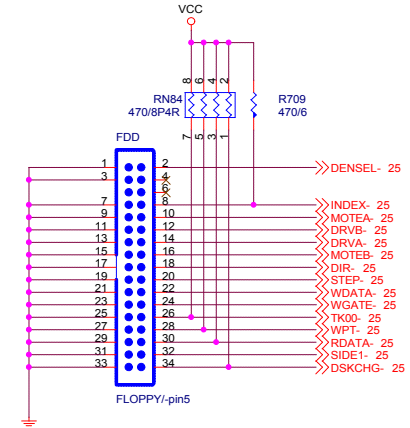 VCC
8 6 4 2
RN84
470/8P4R
R709
470/6
7 5 3 1
FDD
1 2 DENSEL- 25
3 4
6
7 8 INDEX- 25
9 10 MOTEA- 25
11 12 DRVB- 25
13 14 DRVA- 25
15 16 MOTEB- 25
17 18 DIR- 25
19 20 STEP- 25
21 22 WDATA- 25
23 24 WGATE- 25
25 26 TK00- 25
27 28 WPT- 25
29 30 RDATA- 25
31 32 SIDE1- 25
33 34 DSKCHG- 25
FLOPPY/-pin5